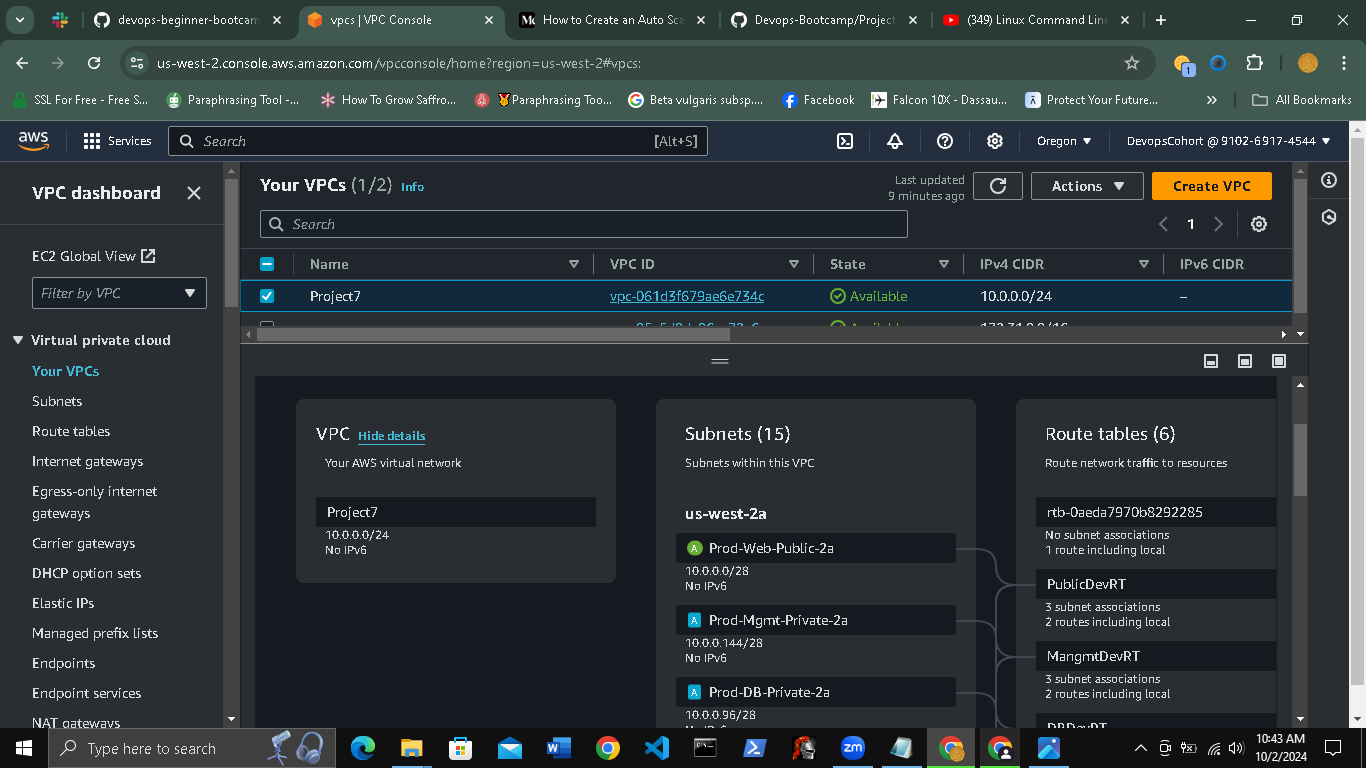 devops-beginner-bootcam
vpcs | VPC Console
How to Create an Auto Sca
Devops-Bootcamp/Project
(349) Linux Command Line
us-west-2.console.aws.amazon.com/vpcconsole/home?region=us-west-2#vpcs:
1
SSL For Free - Free S...
Paraphrasing Tool -...
How To Grow Saffro...
Paraphrasing Too...
Beta vulgaris subsp....
Facebook
Falcon 10X - Dassau...
Protect Your Future...
All Bookmarks
aws
Services
Search
[Alt+S]
Oregon
DevopsCohort @ 9102-6917-4544
VPC dashboard
EC2 Global View
Filter by VPC
Virtual private cloud
Your VPCs
Subnets
Route tables
Internet gateways
Egress-only internet
gateways
Carrier gateways
DHCP option sets
Elastic IPs
Managed prefix lists
Endpoints
Endpoint services
NAT gateways
Your VPCs (1/2) Info
Last updated
9 minutes ago
Actions
Create VPC
Search
1
Name
VPC ID
State
IPv4 CIDR
IPv6 CIDR
Project7
vpc-061d3f679ae6e734c
Available
10.0.0.0/24
–
Available
172.31.0.0/16
VPC Hide details
Your AWS virtual network
Project7
10.0.0.0/24
No IPv6
Subnets (15)
Subnets within this VPC
us-west-2a
A Prod-Web-Public-2a
10.0.0.0/28
No IPv6
A Prod-Mgmt-Private-2a
10.0.0.144/28
No IPv6
A Prod-DB-Private-2a
10.0.0.96/28
Route tables (6)
Route network traffic to resources
rtb-0aeda7970b8292285
No subnet associations
1 route including local
PublicDevRT
3 subnet associations
2 routes including local
MangmtDevRT
3 subnet associations
2 routes including local
DBDevRT
Type here to search
zm
10:43 AM
10/2/2024